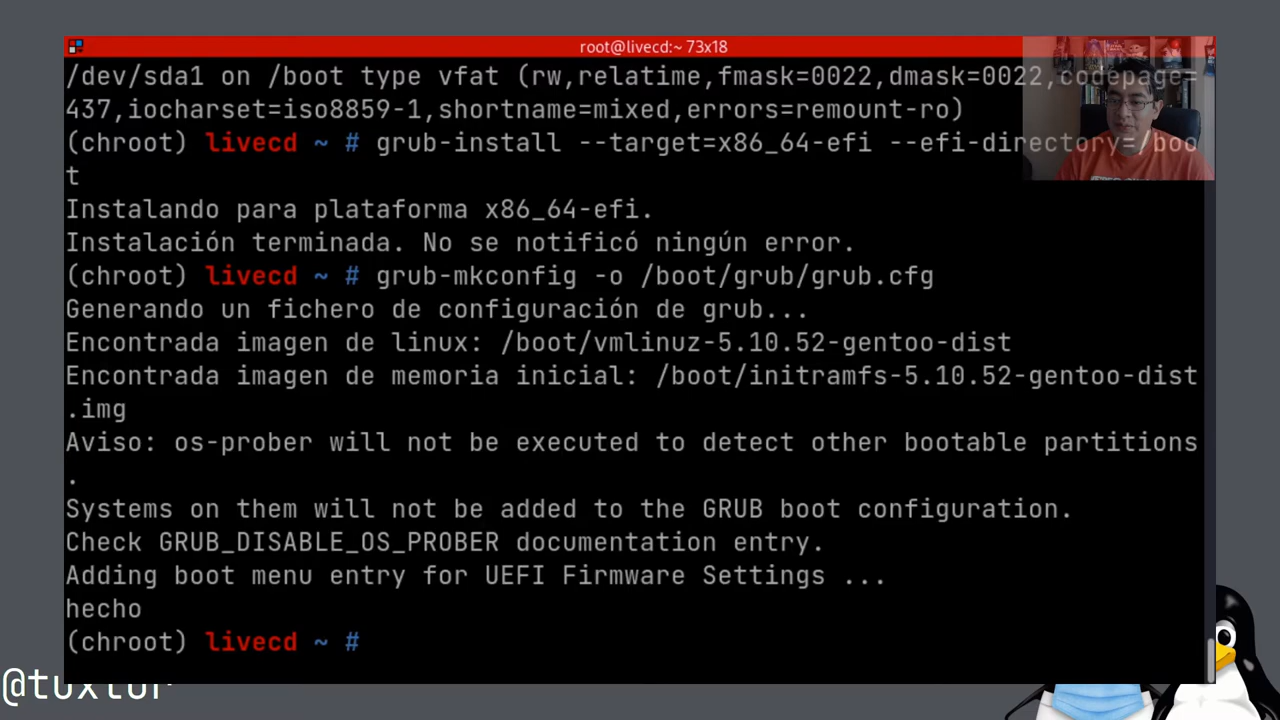 root@livecd:~ 73x18
/dev/sda1 on /boot type vfat (rw,relatime,fmask=0022,dmask=0022,codepage=
437,iocharset=iso8859-1,shortname=mixed,errors=remount-ro)
(chroot) livecd ~ # grub-install --target=x86_64-efi --efi-directory=/boo
t
Instalando para plataforma x86_64-efi.
Instalación terminada. No se notificó ningún error.
(chroot) livecd ~ # grub-mkconfig -o /boot/grub/grub.cfg
Generando un fichero de configuración de grub...
Encontrada imagen de linux: /boot/vmlinuz-5.10.52-gentoo-dist
Encontrada imagen de memoria inicial: /boot/initramfs-5.10.52-gentoo-dist
.img
Aviso: os-prober will not be executed to detect other bootable partitions
.
Systems on them will not be added to the GRUB boot configuration.
Check GRUB_DISABLE_OS_PROBER documentation entry.
Adding boot menu entry for UEFI Firmware Settings ...
hecho
(chroot) livecd ~ #